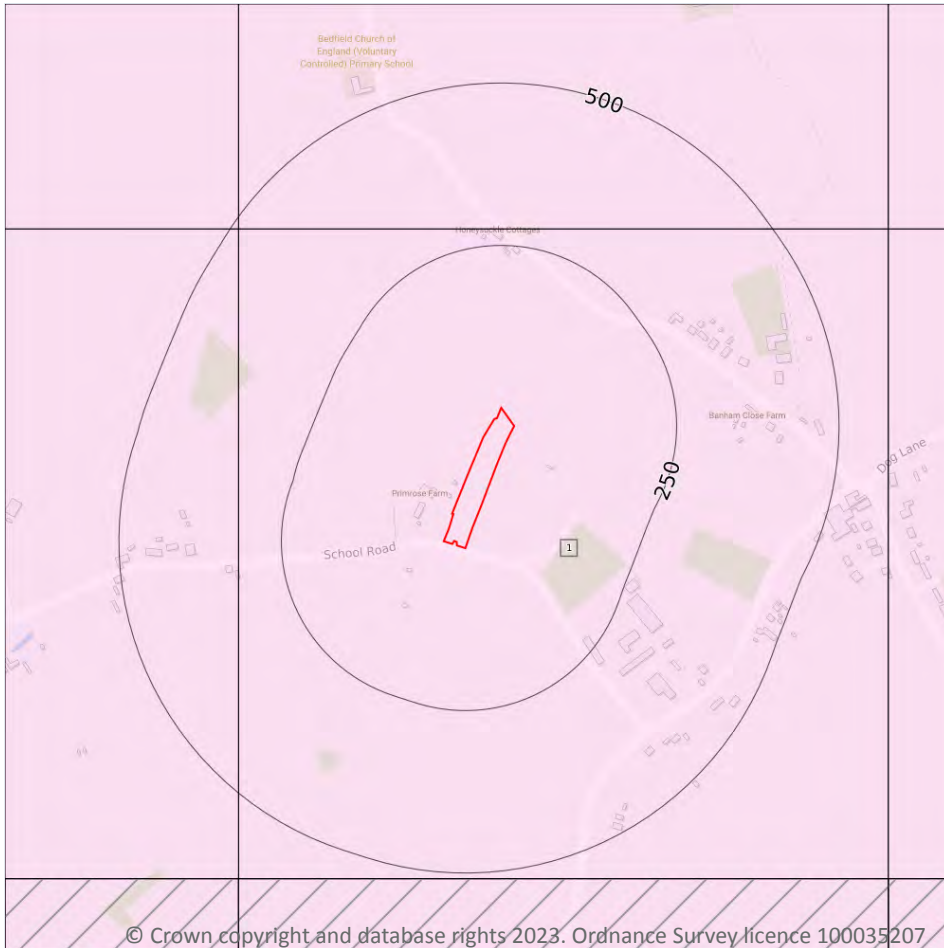 Bedfield Church of
England (Voluntary
Controlled) Primary School
500
Honeysuckle Cottages
Banham Close Farm
Dog Lane
250
Primrose Farm
1
School Road
© Crown copyright and database rights 2023. Ordnance Survey licence 100035207